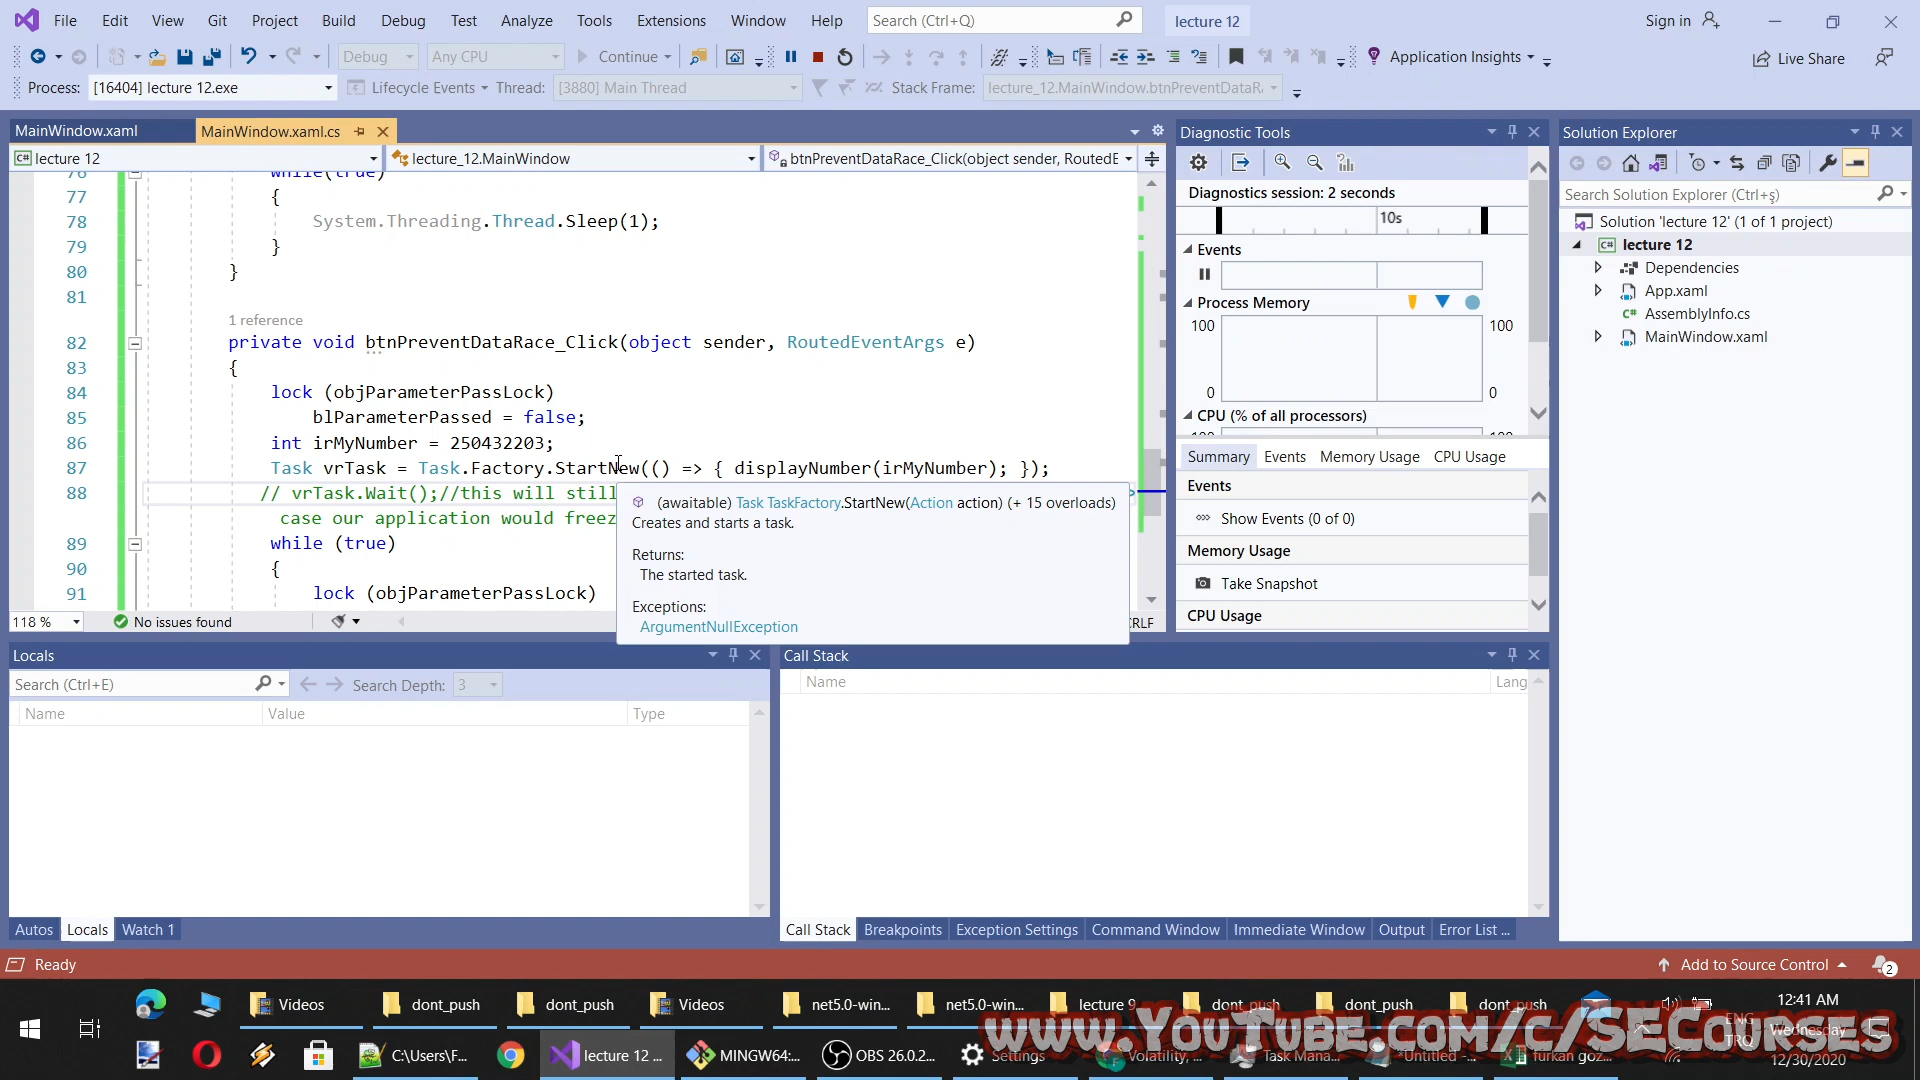 File Edit View Git Project Build Debug Test Analyze Tools Extensions Window Help Search (Ctrl+Q) lecture 12 Sign in
Debug Any CPU Continue Application Insights Live Share
Process: [16404] lecture 12.exe Lifecycle Events Thread: [3880] Main Thread Stack Frame: lecture_12.MainWindow.btnPreventDataR
MainWindow.xaml MainWindow.xaml.cs
lecture 12 lecture_12.MainWindow btnPreventDataRace_Click(object sender, RoutedE
76 while(true)
77 {
78 System.Threading.Thread.Sleep(1);
79 }
80 }
81
1 reference
82 private void btnPreventDataRace_Click(object sender, RoutedEventArgs e)
83 {
84 lock (objParameterPassLock)
85 blParameterPassed = false;
86 int irMyNumber = 250432203;
87 Task vrTask = Task.Factory.StartNew(() => { displayNumber(irMyNumber); });
88 // vrTask.Wait();//this will still
case our application would freez
89 while (true)
90 {
91 lock (objParameterPassLock)
(awaitable) Task TaskFactory.StartNew(Action action) (+ 15 overloads)
Creates and starts a task.
Returns:
The started task.
Exceptions:
ArgumentNullException
118 % No issues found CRLF
Diagnostic Tools
Diagnostics session: 2 seconds
10s
Events
Process Memory
100 100
0 0
CPU (% of all processors)
100 100
Summary Events Memory Usage CPU Usage
Events
Show Events (0 of 0)
Memory Usage
Take Snapshot
CPU Usage
Solution Explorer
Search Solution Explorer (Ctrl+ş)
Solution 'lecture 12' (1 of 1 project)
lecture 12
Dependencies
App.xaml
AssemblyInfo.cs
MainWindow.xaml
Locals
Search (Ctrl+E) Search Depth: 3
Name Value Type
Autos Locals Watch 1
Call Stack
Name Lang
Call Stack Breakpoints Exception Settings Command Window Immediate Window Output Error List ...
Ready Add to Source Control 2
Videos dont_push dont_push Videos net5.0-win... net5.0-win... lecture 9 dont_push dont_push dont_push 12:41 AM
ENG Wednesday
C:\Users\F... lecture 12 ... MINGW64:... OBS 26.0.2... Settings Volatility, ... Task Mana... *Untitled -... furkan goz... TRQ 12/30/2020
www.YouTube.com/c/SECourses